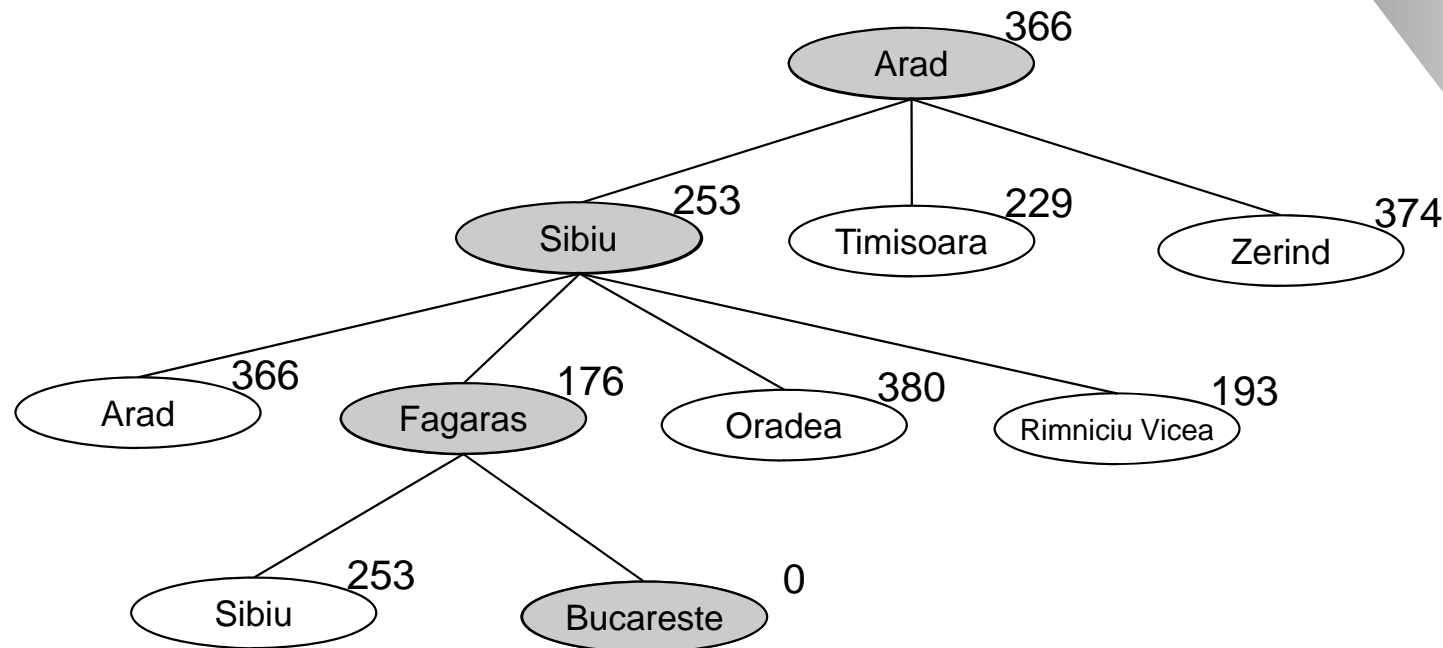 366
Arad
253
Sibiu
229
Timisoara
374
Zerind
366
Arad
176
Fagaras
380
Oradea
193
Rimniciu Vicea
253
Sibiu
0
Bucareste